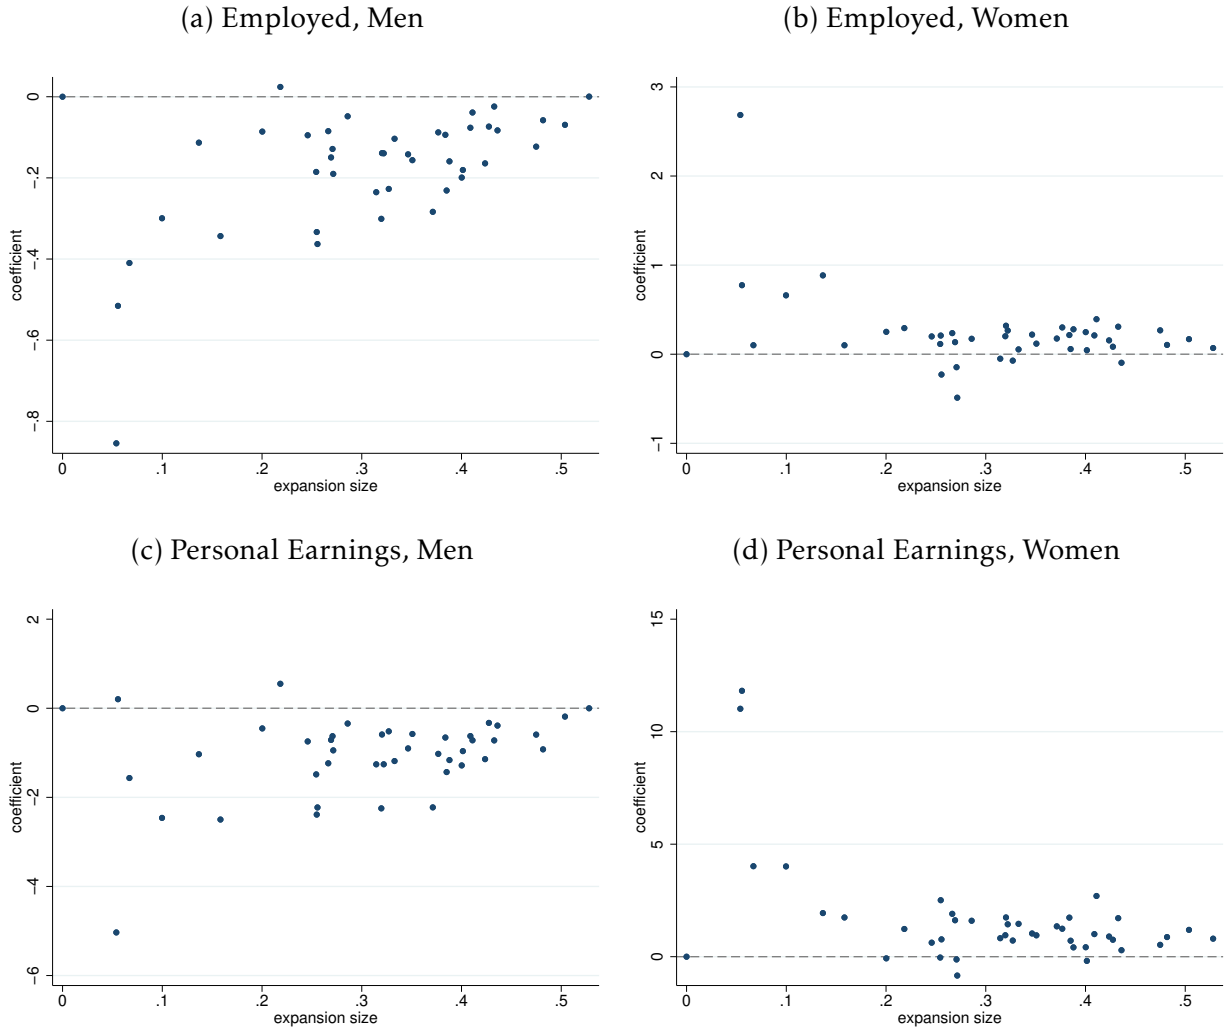 (a) Employed, Men
0
-.2
-.4
-.6
-.8
coefficient
0 .1 .2 .3 .4 .5
expansion size
(b) Employed, Women
3
2
1
0
-1
coefficient
0 .1 .2 .3 .4 .5
expansion size
(c) Personal Earnings, Men
2
0
-2
-4
-6
coefficient
0 .1 .2 .3 .4 .5
expansion size
(d) Personal Earnings, Women
15
10
5
0
coefficient
0 .1 .2 .3 .4 .5
expansion size